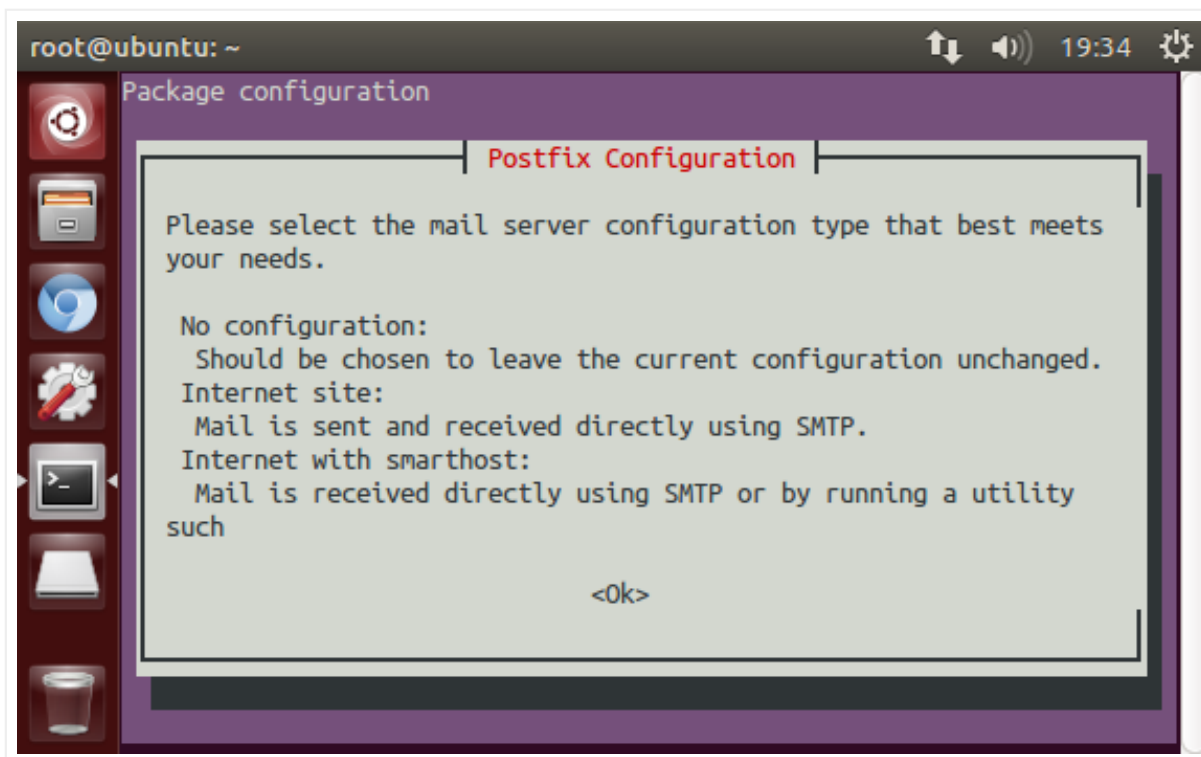 root@ubuntu: ~ 19:34
Package configuration
Postfix Configuration
Please select the mail server configuration type that best meets
your needs.
No configuration:
Should be chosen to leave the current configuration unchanged.
Internet site:
Mail is sent and received directly using SMTP.
Internet with smarthost:
Mail is received directly using SMTP or by running a utility
such
<Ok>